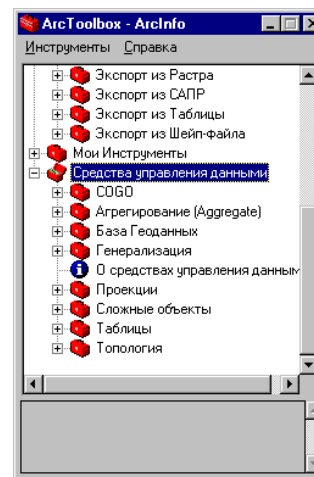 ArcToolbox - ArcInfo
Инструменты Справка
Экспорт из Растра
Экспорт из САПР
Экспорт из Таблицы
Экспорт из Шейп-файла
Мои Инструменты
Средства управления данными
COGO
Агрегирование (Aggregate)
База Геоданных
Генерализация
О средствах управления данным
Проекции
Сложные объекты
Таблицы
Топология